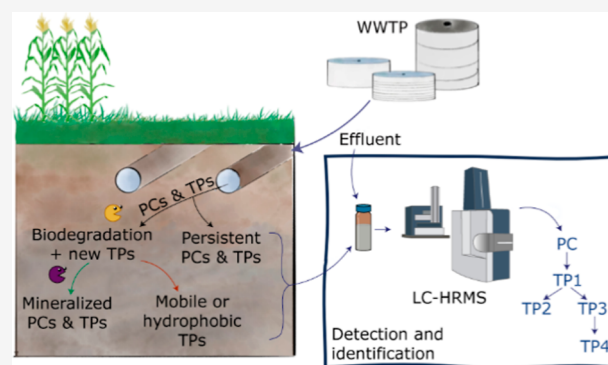 WWTP
Effluent
PCs & TPs
Biodegradation
+ new TPs
Persistent
PCs & TPs
Mineralized
PCs & TPs
Mobile or
hydrophobic
TPs
LC-HRMS
PC
TP1
TP2
TP3
TP4
Detection and
identification